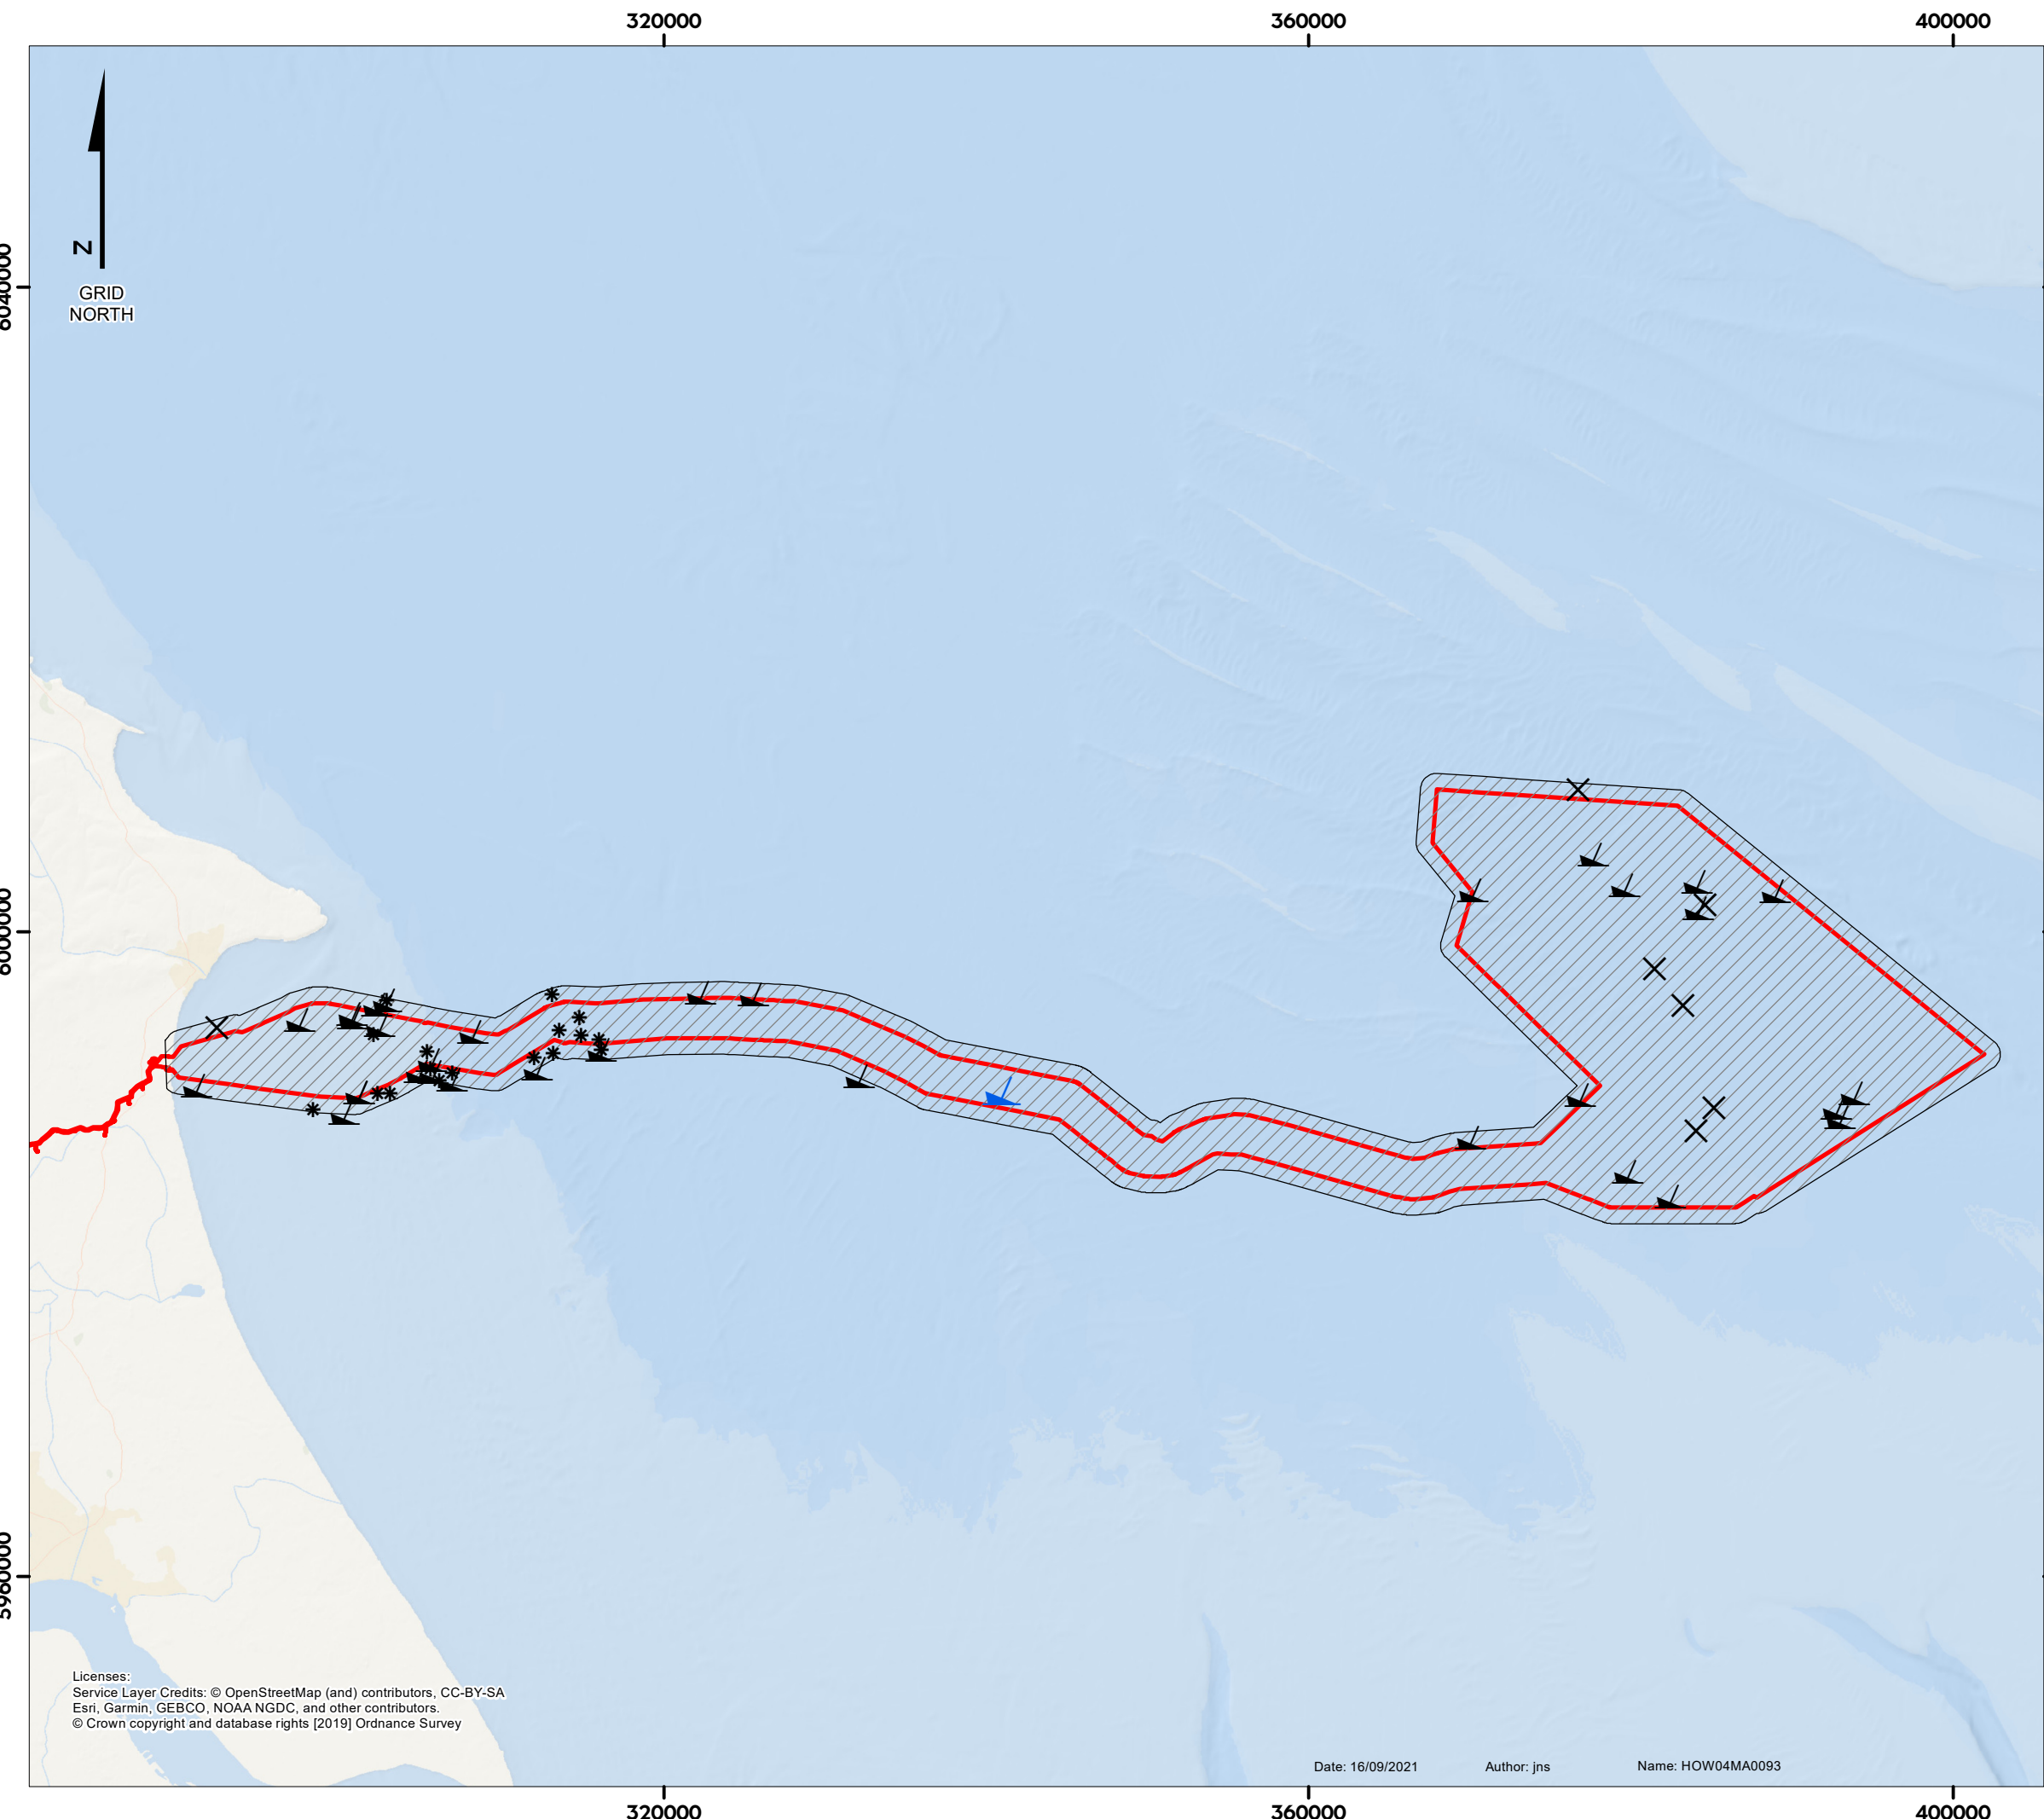 320000
360000
400000
6040000
N
GRID
NORTH
6000000
5960000
Licenses:
Service Layer Credits: © OpenStreetMap (and) contributors, CC-BY-SA
Esri, Garmin, GEBCO, NOAA NGDC, and other contributors.
© Crown copyright and database rights [2019] Ordnance Survey
Date: 16/09/2021
Author: jns
Name: HOW04MA0093
320000
360000
400000